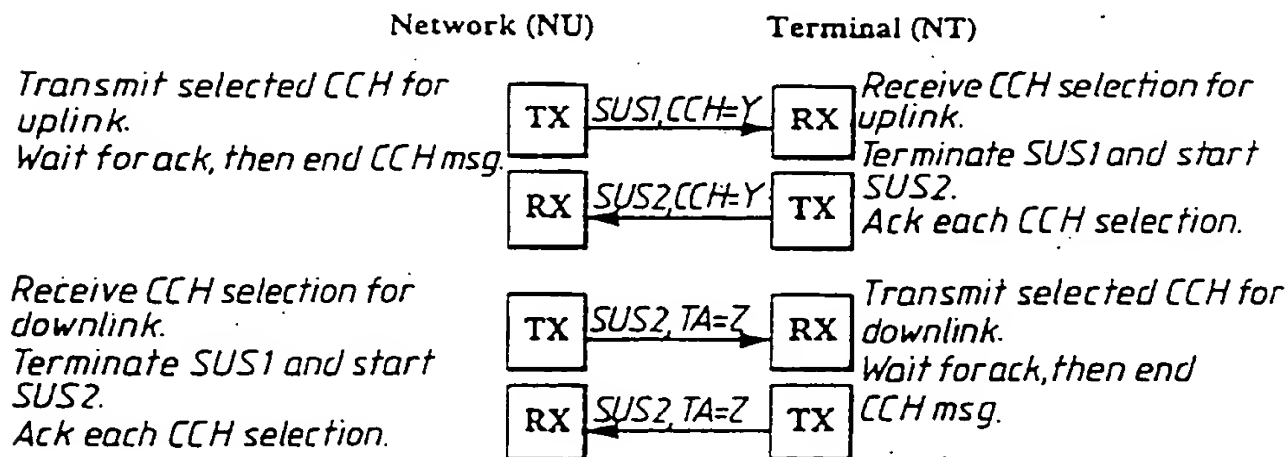 Network (NU) Terminal (NT)
Transmit selected CCH for
uplink.
Wait for ack, then end CCH msg.
TX SUS1,CCH=Y RX
RX SUS2,CCH=Y TX
Receive CCH selection for
uplink.
Terminate SUS1 and start
SUS2.
Ack each CCH selection.
Receive CCH selection for
downlink.
Terminate SUS1 and start
SUS2.
Ack each CCH selection.
TX SUS2, TA=Z RX
RX SUS2, TA=Z TX
Transmit selected CCH for
downlink.
Wait for ack, then end
CCH msg.